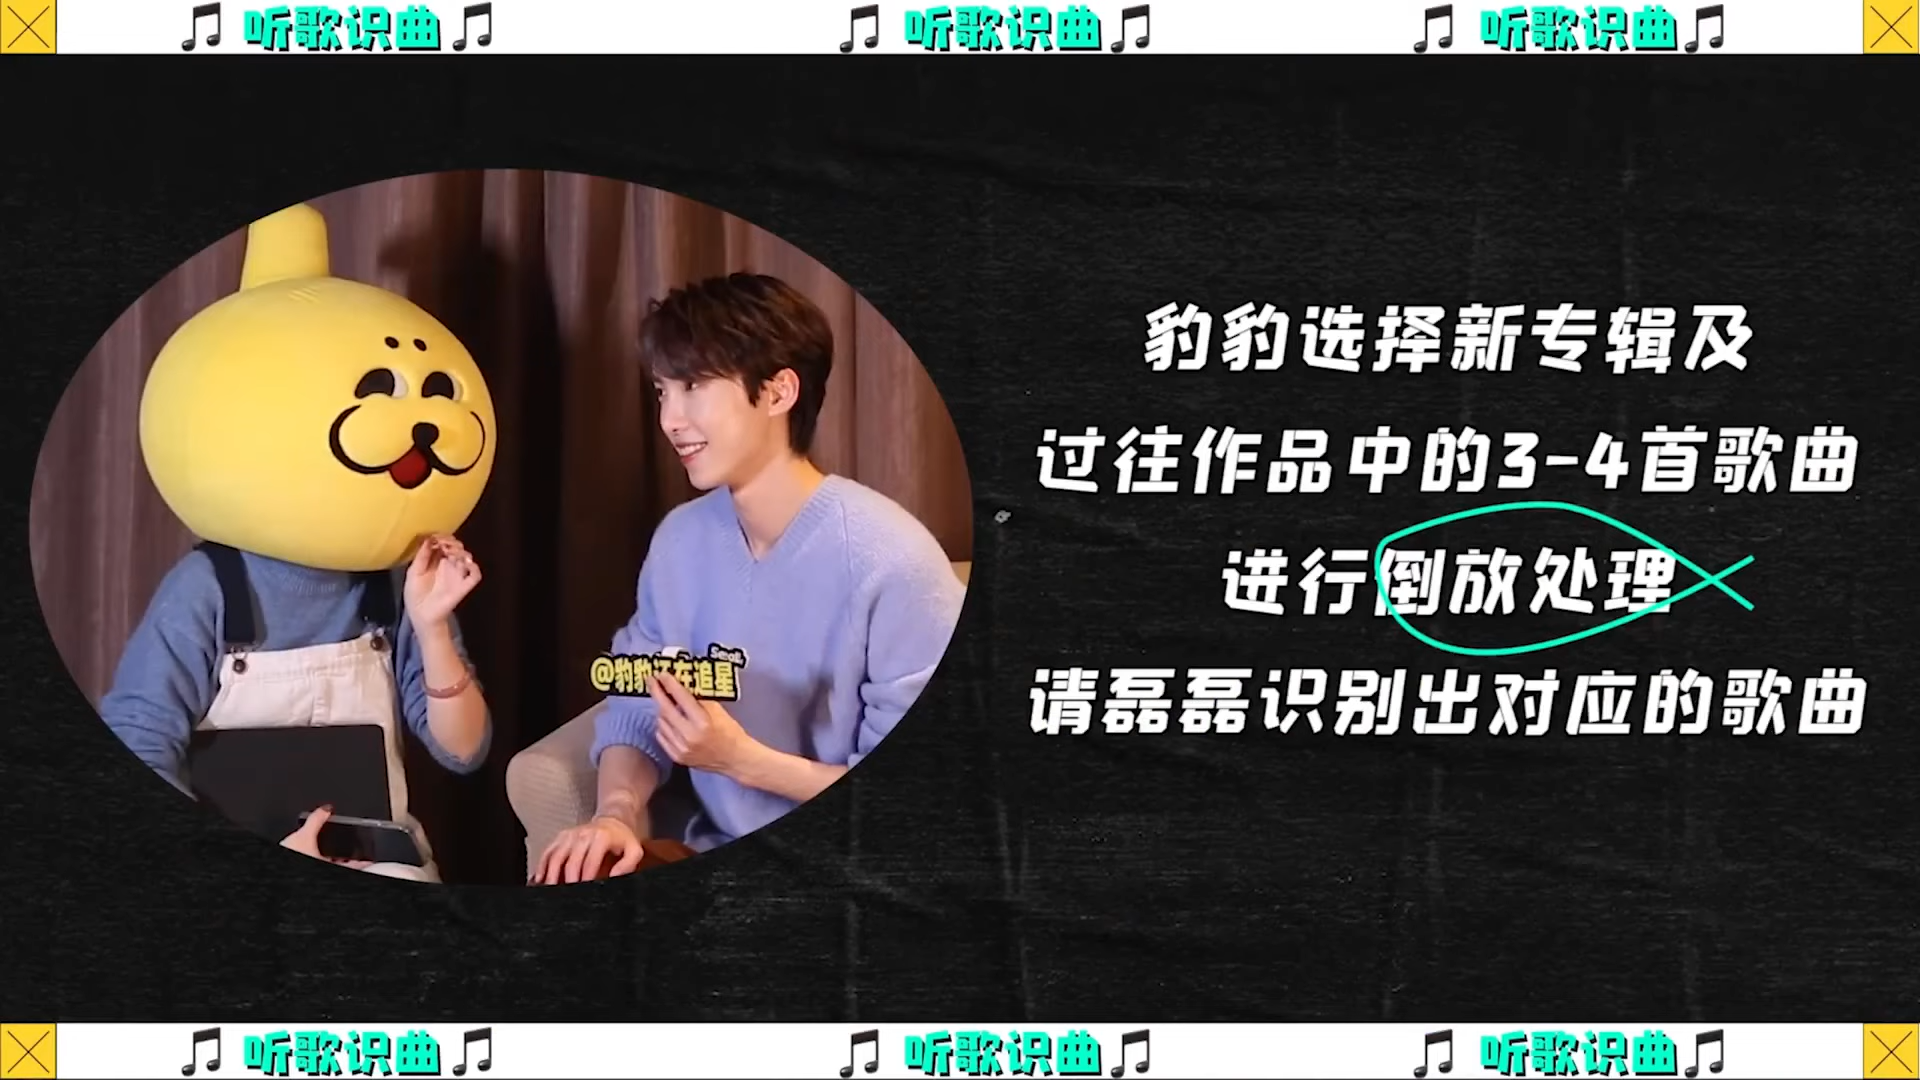 听歌识曲 听歌识曲 听歌识曲
豹豹选择新专辑及
过往作品中的3-4首歌曲
进行倒放处理
请磊磊识别出对应的歌曲
@豹豹还在追星
听歌识曲 听歌识曲 听歌识曲